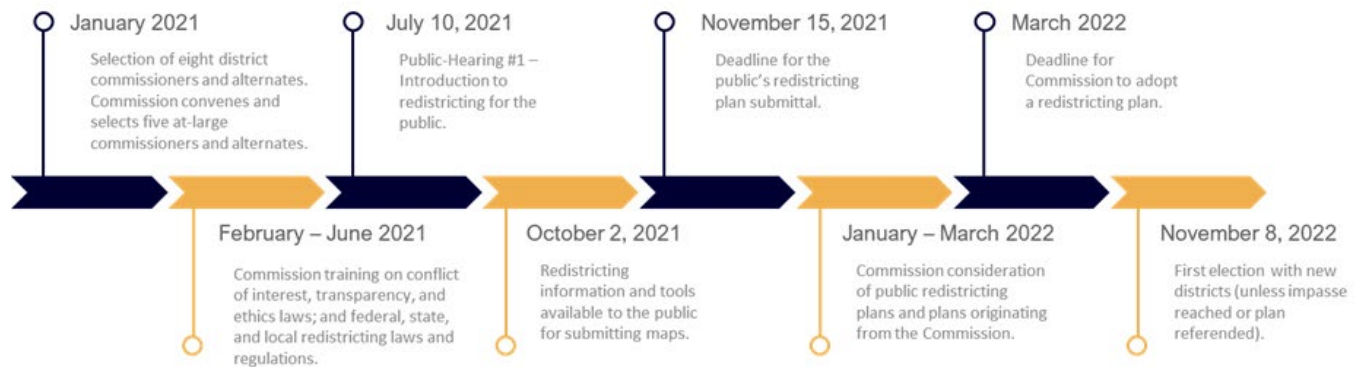 January 2021
Selection of eight district
commissioners and alternates.
Commission convenes and
selects five at-large
commissioners and alternates.
February – June 2021
Commission training on conflict
of interest, transparency, and
ethics laws; and federal, state,
and local redistricting laws and
regulations.
July 10, 2021
Public-Hearing #1 –
Introduction to
redistricting for the
public.
October 2, 2021
Redistricting
information and tools
available to the public
for submitting maps.
November 15, 2021
Deadline for the
public's redistricting
plan submittal.
January – March 2022
Commission consideration
of public redistricting
plans and plans originating
from the Commission.
March 2022
Deadline for
Commission to adopt
a redistricting plan.
November 8, 2022
First election with new
districts (unless impasse
reached or plan
referended).